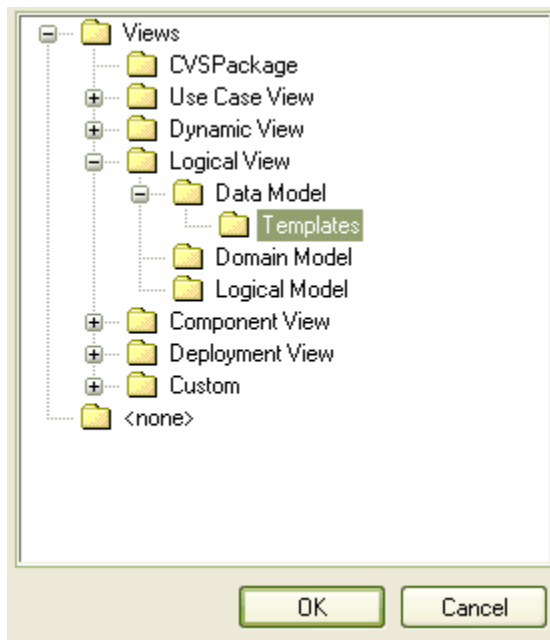 Views
CVSPackage
Use Case View
Dynamic View
Logical View
Data Model
Templates
Domain Model
Logical Model
Component View
Deployment View
Custom
<none>
OK Cancel